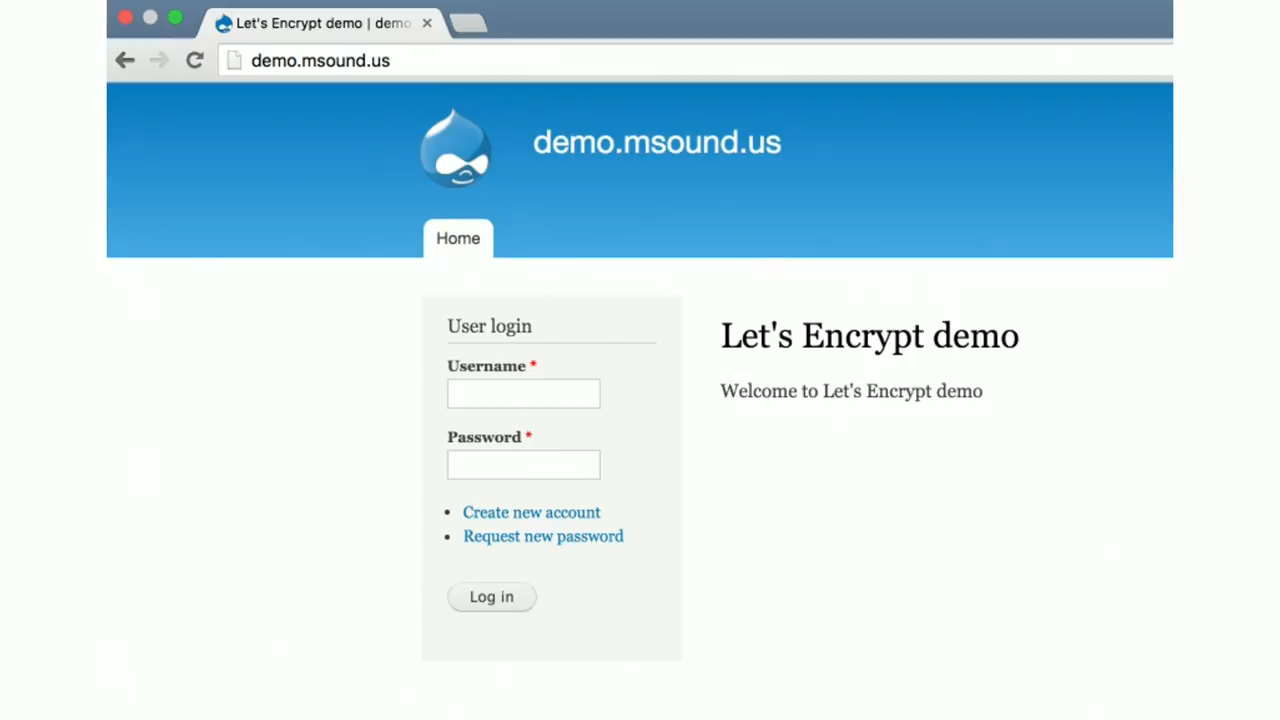 Let's Encrypt demo | demo
demo.msound.us
demo.msound.us
Home
User login
Username *
Password *
Create new account
Request new password
Log in
Let's Encrypt demo
Welcome to Let's Encrypt demo